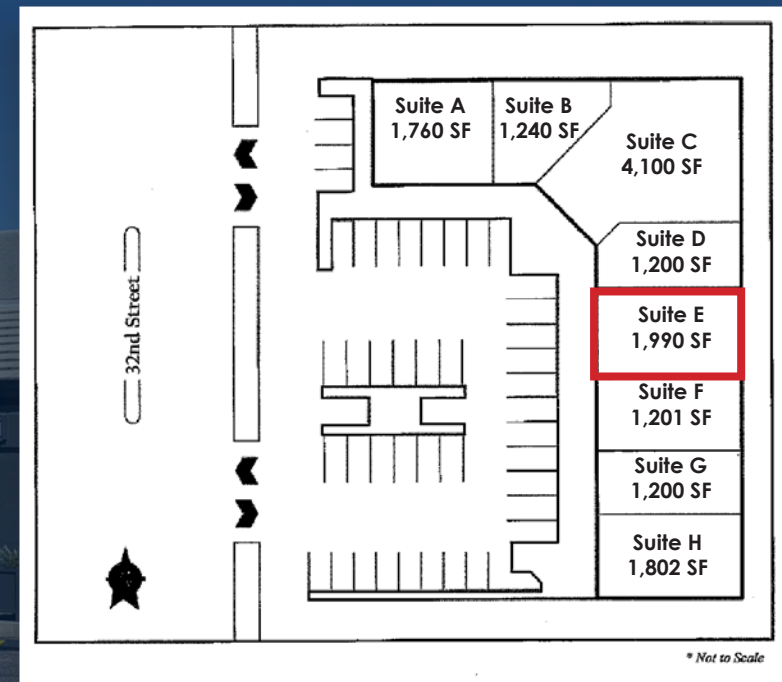 Suite A
1,760 SF
Suite B
1,240 SF
Suite C
4,100 SF
Suite D
1,200 SF
Suite E
1,990 SF
Suite F
1,201 SF
Suite G
1,200 SF
Suite H
1,802 SF
32nd Street
* Not to Scale